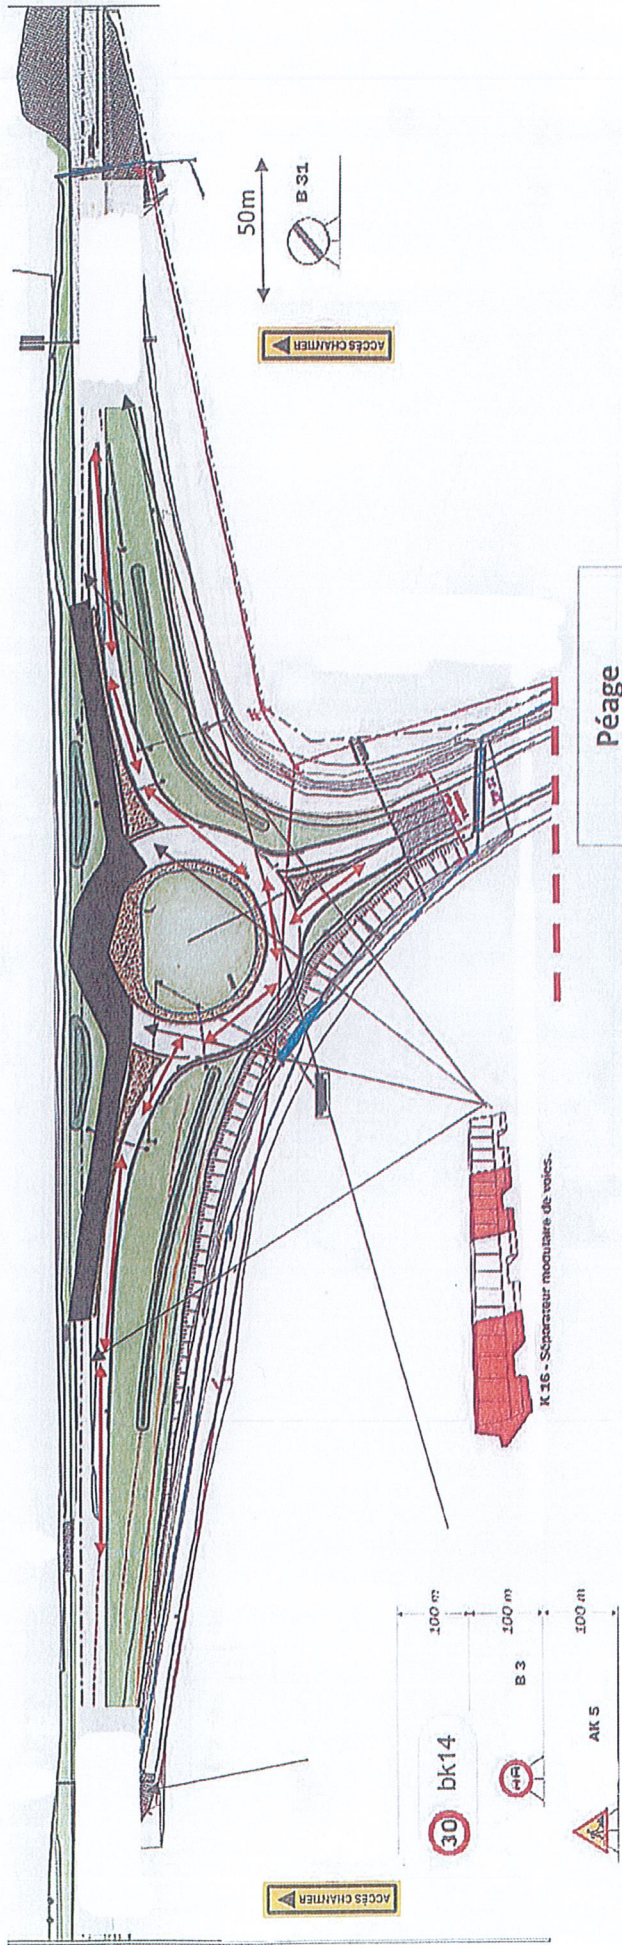 50m
B 31
ACCÈS CHANTIER
Péage
K 16 - Séparateur modulaire de voies.
100 m
100 m
100 m
30
bk14
B 3
AK 5
ACCÈS CHANTIER